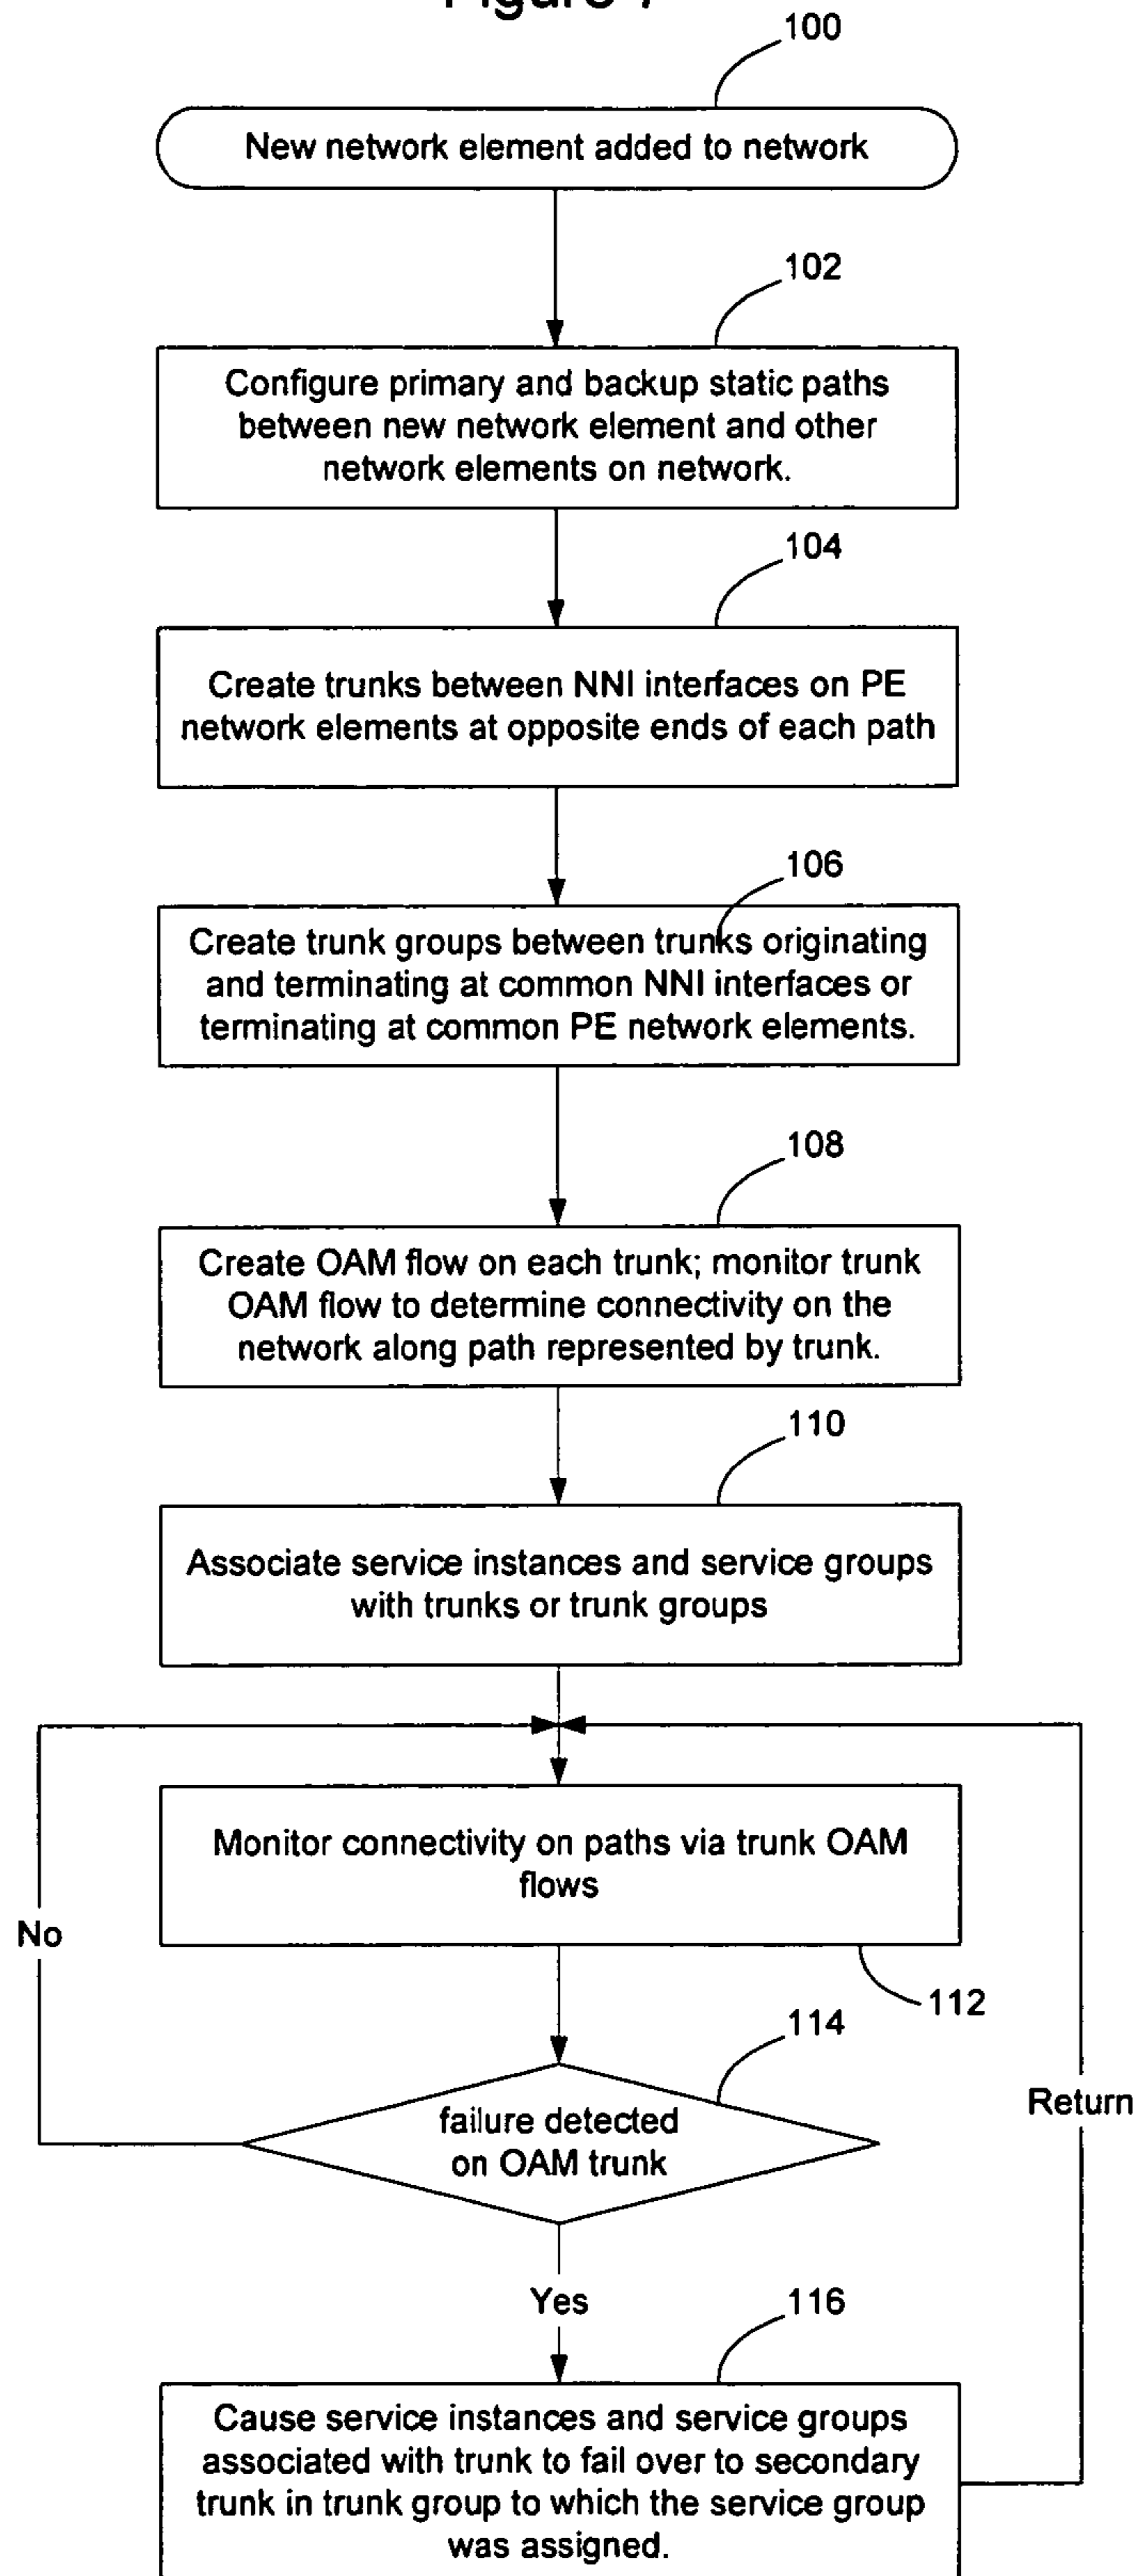 Figure 7
100
New network element added to network
102
Configure primary and backup static paths
between new network element and other
network elements on network.
104
Create trunks between NNI interfaces on PE
network elements at opposite ends of each path
106
Create trunk groups between trunks originating
and terminating at common NNI interfaces or
terminating at common PE network elements.
108
Create OAM flow on each trunk; monitor trunk
OAM flow to determine connectivity on the
network along path represented by trunk.
110
Associate service instances and service groups
with trunks or trunk groups
Monitor connectivity on paths via trunk OAM
flows
No
112
114
Return
failure detected
on OAM trunk
Yes
116
Cause service instances and service groups
associated with trunk to fail over to secondary
trunk in trunk group to which the service group
was assigned.